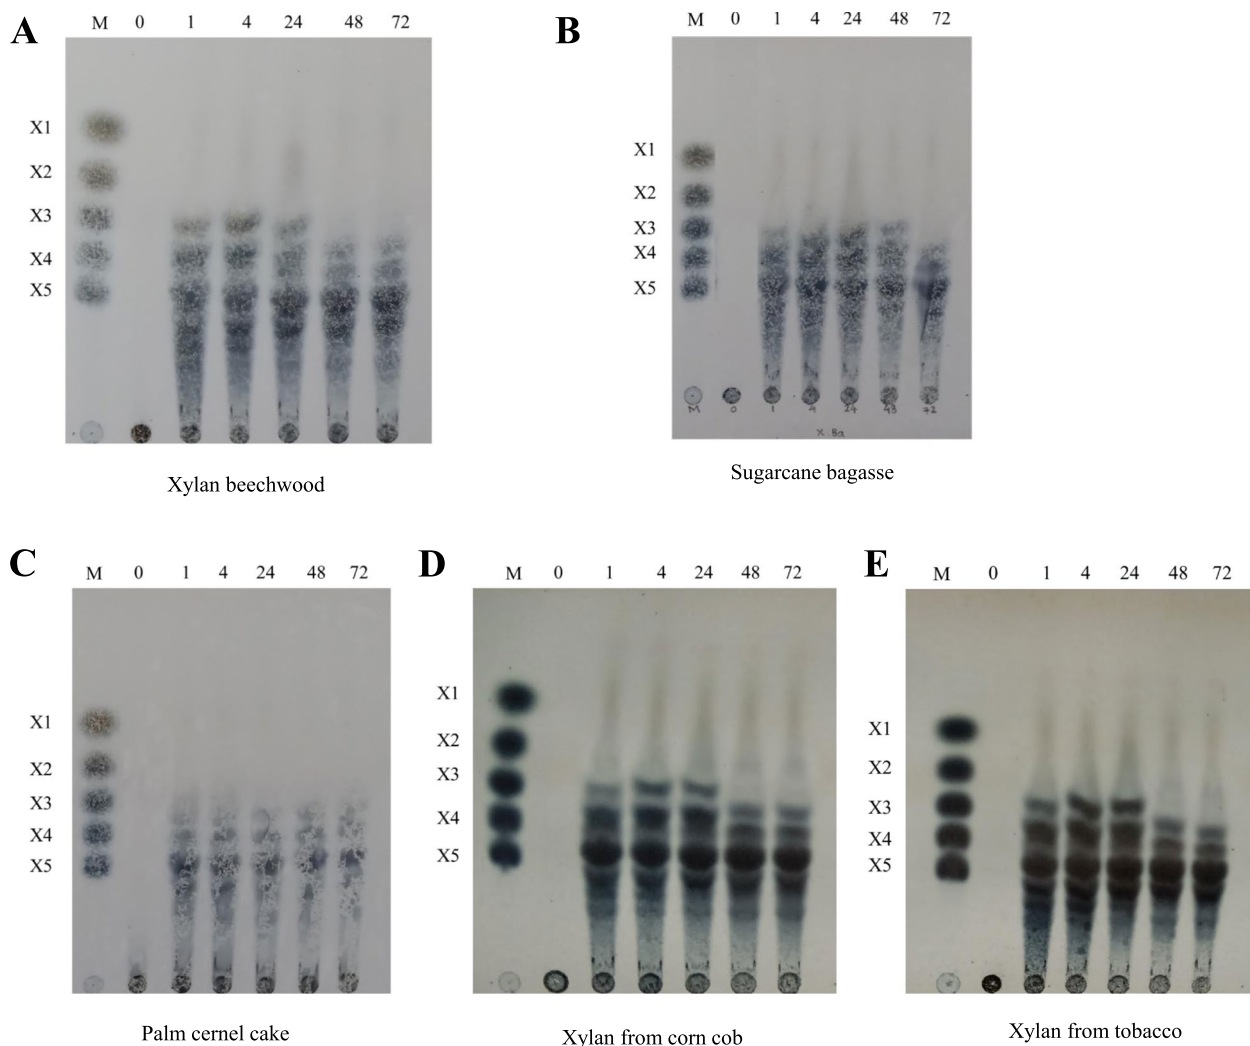 A
M 0 1 4 24 48 72
X1
X2
X3
X4
X5
Xylan beechwood
B
M 0 1 4 24 48 72
X1
X2
X3
X4
X5
M 0 1 4 24 48 72
X Ba
Sugarcane bagasse
C
M 0 1 4 24 48 72
X1
X2
X3
X4
X5
Palm cernel cake
D
M 0 1 4 24 48 72
X1
X2
X3
X4
X5
Xylan from corn cob
E
M 0 1 4 24 48 72
X1
X2
X3
X4
X5
Xylan from tobacco